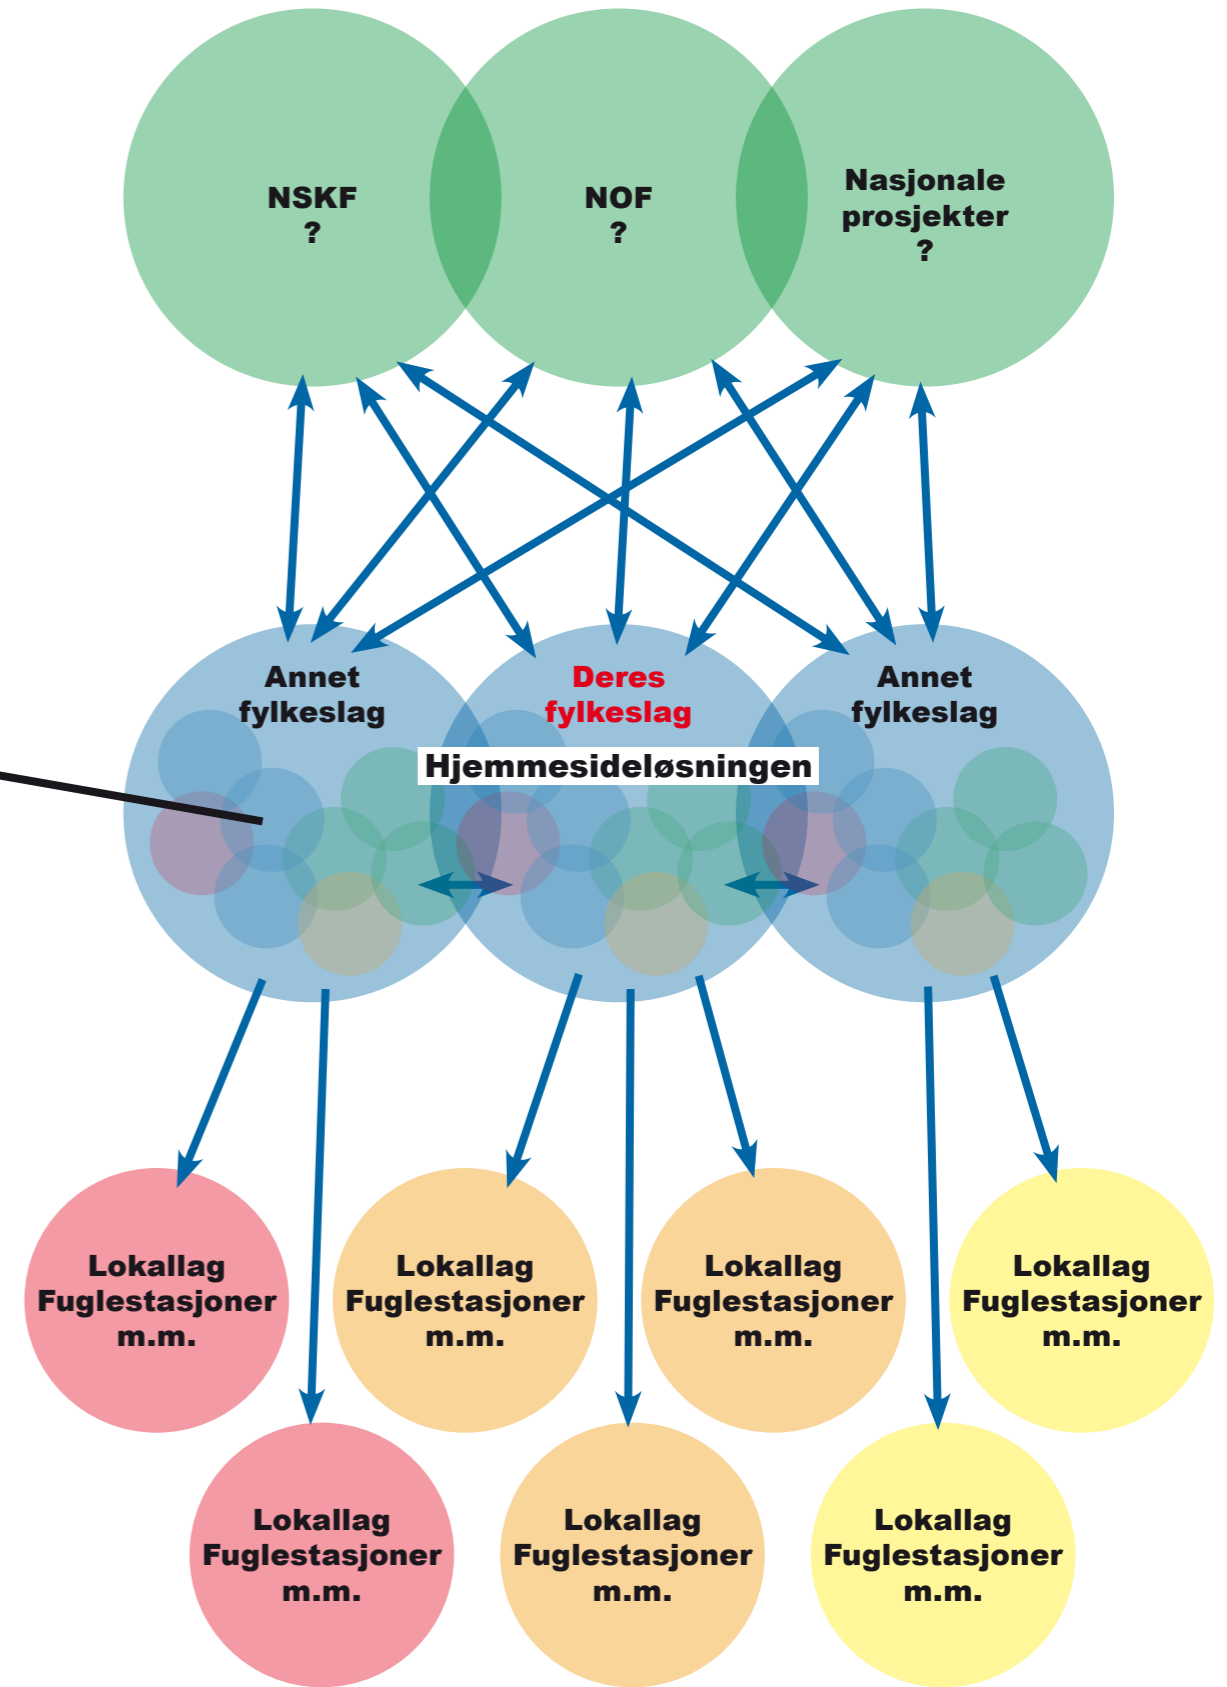 NSKF
?
NOF
?
Nasjonale
prosjekter
?
Annet
fylkeslag
Deres
fylkeslag
Annet
fylkeslag
Hjemmesideløsningen
Lokallag
Fuglestasjoner
m.m.
Lokallag
Fuglestasjoner
m.m.
Lokallag
Fuglestasjoner
m.m.
Lokallag
Fuglestasjoner
m.m.
Lokallag
Fuglestasjoner
m.m.
Lokallag
Fuglestasjoner
m.m.
Lokallag
Fuglestasjoner
m.m.